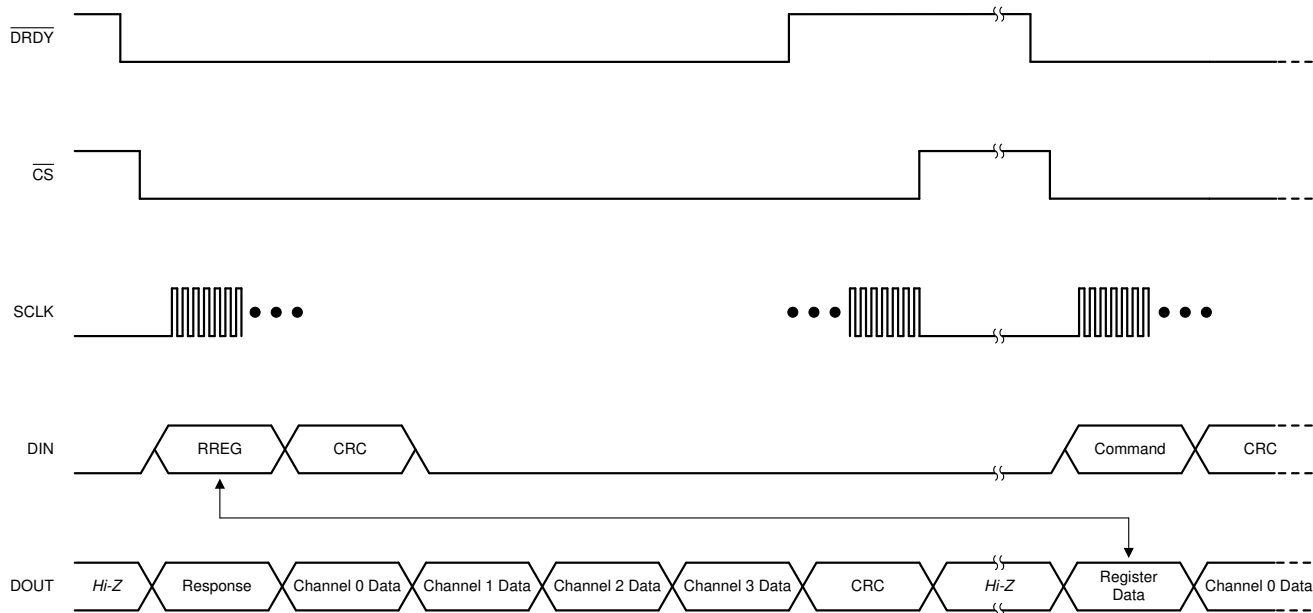 DRDY
CS
SCLK
DIN
RREG
CRC
Command
CRC
DOUT
Hi-Z
Response
Channel 0 Data
Channel 1 Data
Channel 2 Data
Channel 3 Data
CRC
Hi-Z
Register
Data
Channel 0 Data